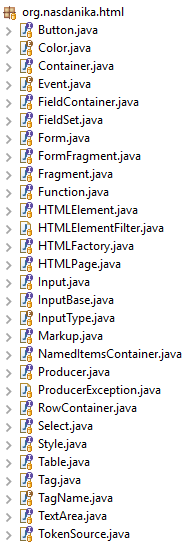 org.nasdanika.html
Button.java
Color.java
Container.java
Event.java
FieldContainer.java
FieldSet.java
Form.java
FormFragment.java
Fragment.java
Function.java
HTMLElement.java
HTMLElementFilter.java
HTMLFactory.java
HTMLPage.java
Input.java
InputBase.java
InputType.java
Markup.java
NamedItemsContainer.java
Producer.java
ProducerException.java
RowContainer.java
Select.java
Style.java
Table.java
Tag.java
TagName.java
TextArea.java
TokenSource.java